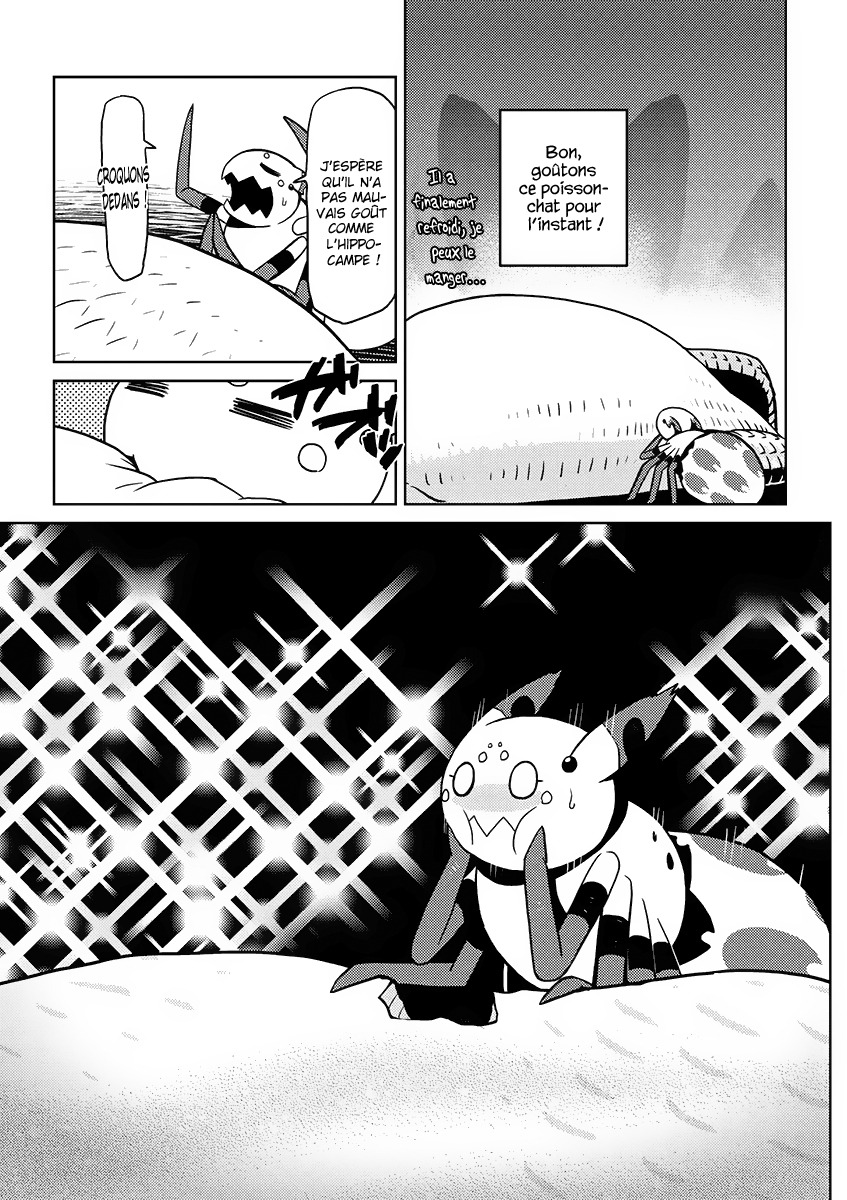 Bon,
goûtons
ce poisson-
chat pour
l'instant !
Il a
finalement
refroidi, je
peux le
manger...
J'ESPÈRE
QU'IL N'A
PAS MAU-
VAIS GOÛT
COMME
L'HIPPO-
CAMPE !
CROQUONS
DEDANS !